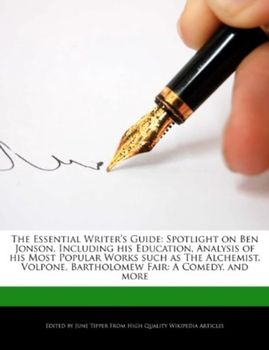 The Essential Writer's Guide: Spotlight on Ben
Jonson, Including his Education, Analysis of
his Most Popular Works such as The Alchemist,
Volpone, Bartholomew Fair: A Comedy, and
more
Edited by June Tipper From High Quality Wikipedia Articles